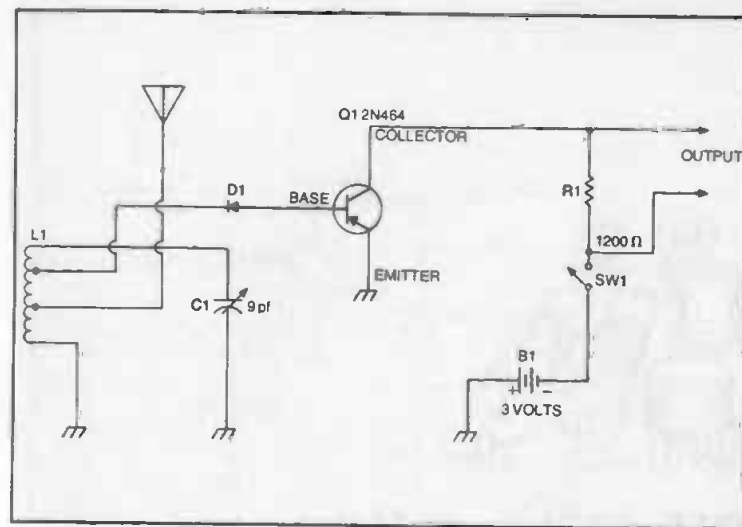 Q1 2N464
COLLECTOR
OUTPUT
D1
BASE
R1
L1
1200 Ω
EMITTER
SW1
C1
9 pf
B1
+ −
3 VOLTS